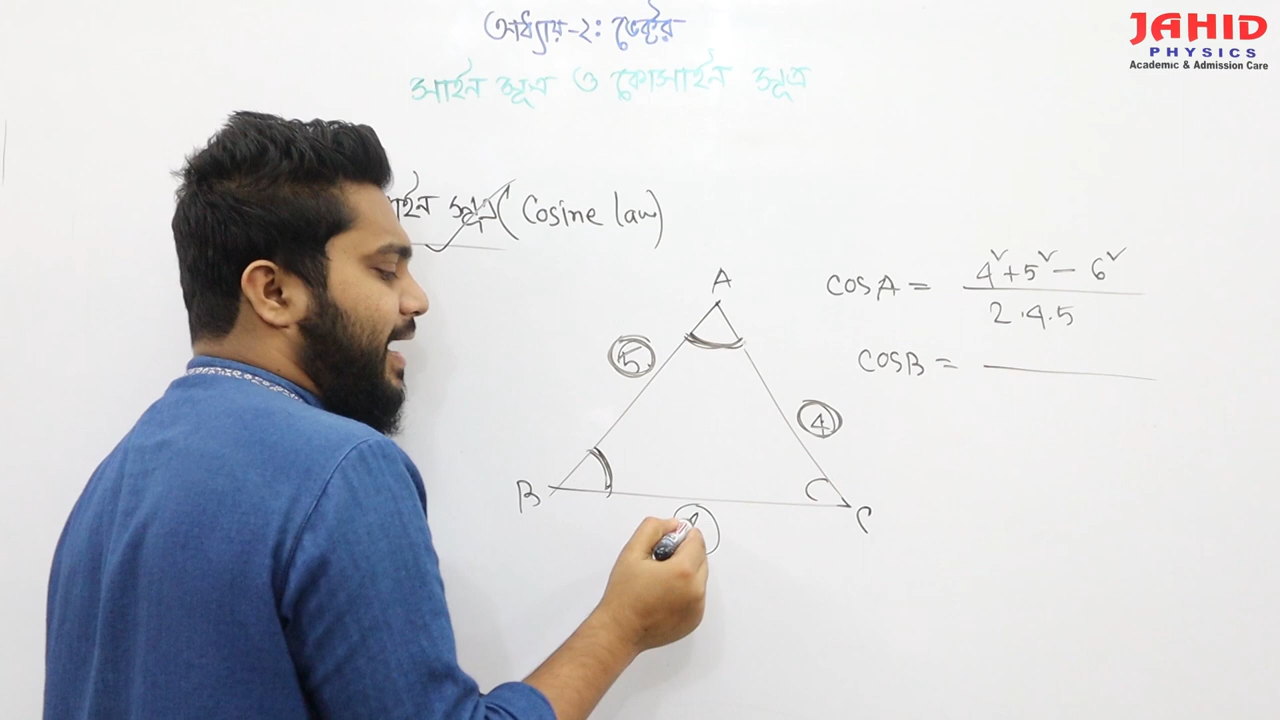 অধ্যায়-২: ভেক্টর
JAHID
PHYSICS
Academic & Admission Care
সাইন সূত্র ও কোসাইন সূত্র
সূত্র (Cosine law)
A
cos A = 4²+5²-6² / 2.4.5
5
cos B =
4
B
C